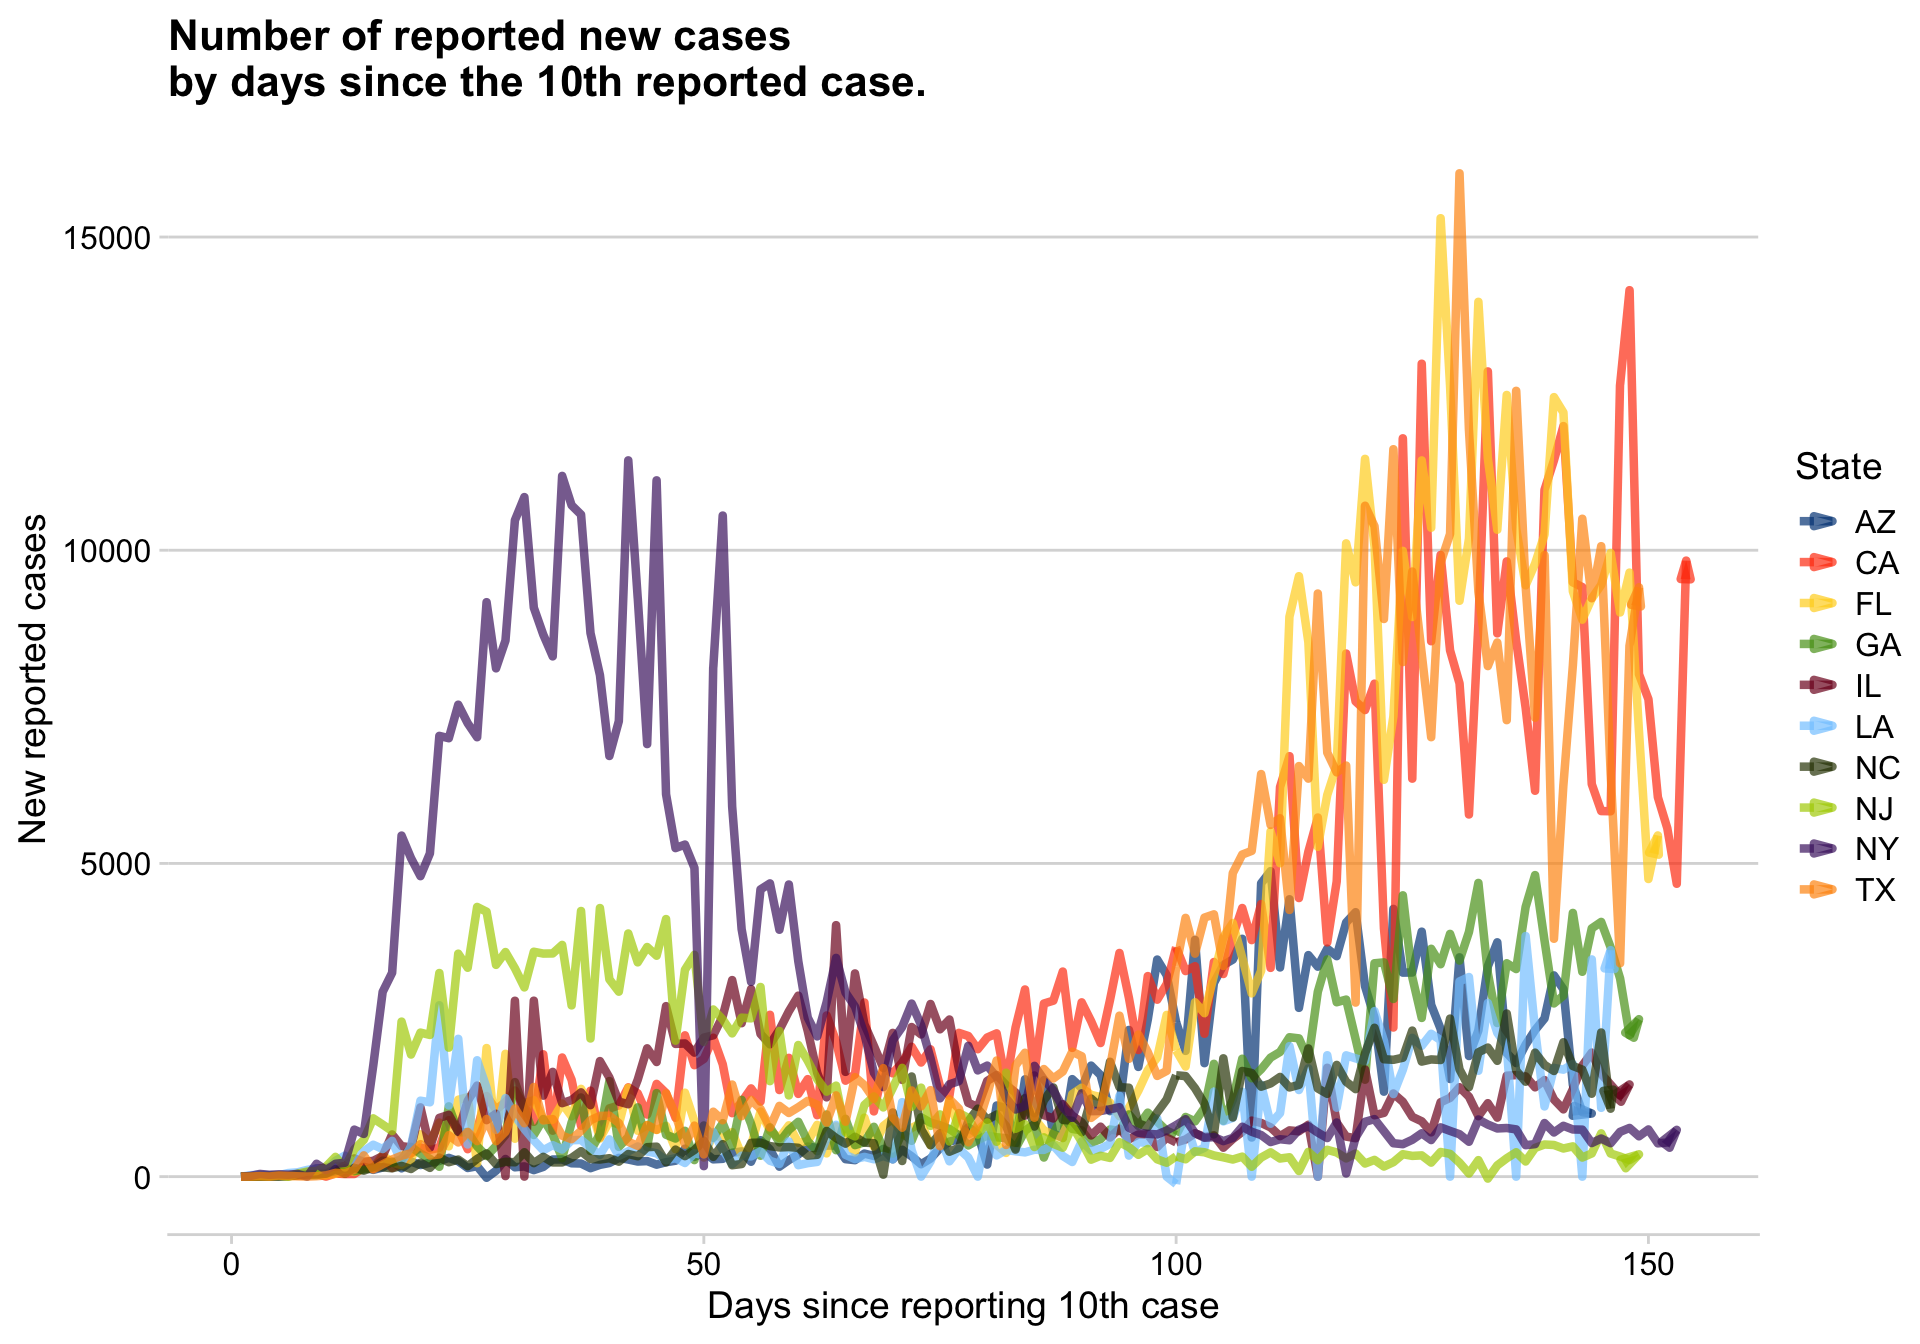 Number of reported new cases
by days since the 10th reported case.
15000
10000
5000
0
New reported cases
0
50
100
150
Days since reporting 10th case
State
AZ
CA
FL
GA
IL
LA
NC
NJ
NY
TX